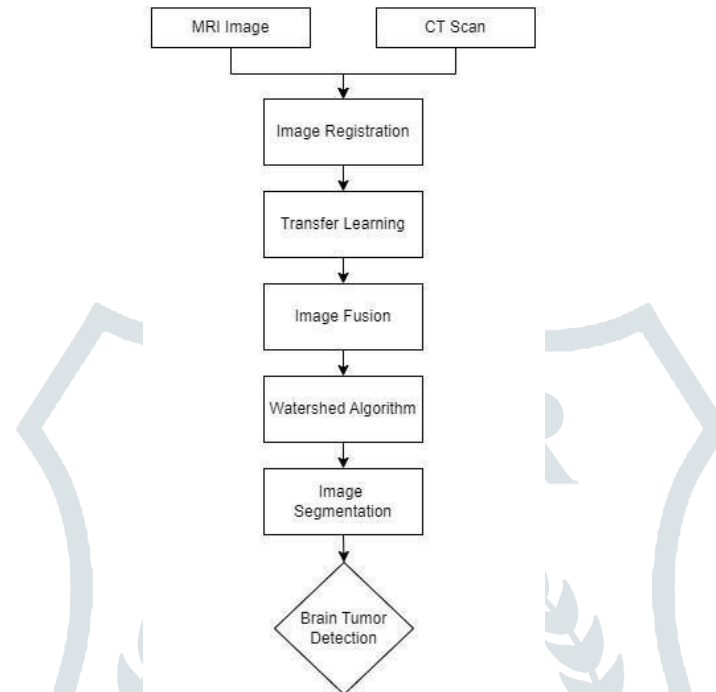 MRI Image
CT Scan
Image Registration
Transfer Learning
Image Fusion
Watershed Algorithm
Image
Segmentation
Brain Tumor
Detection